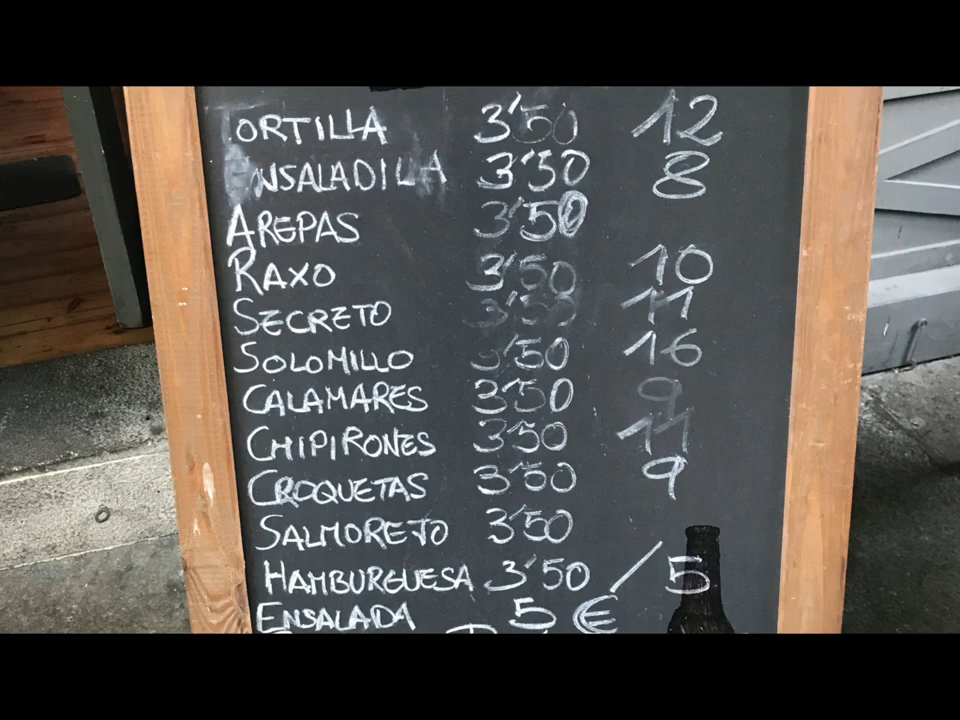 TORTILLA 3'50 12
ENSALADILLA 3'50 8
AREPAS 3'50
RAXO 3'50 10
SECRETO 3'50 11
SOLOMILLO 3'50 16
CALAMARES 3'50 9
CHIPIRONES 3'50 11
CROQUETAS 3'50 9
SALMOREJO 3'50
HAMBURGUESA 3'50 / 5
ENSALADA 5 €